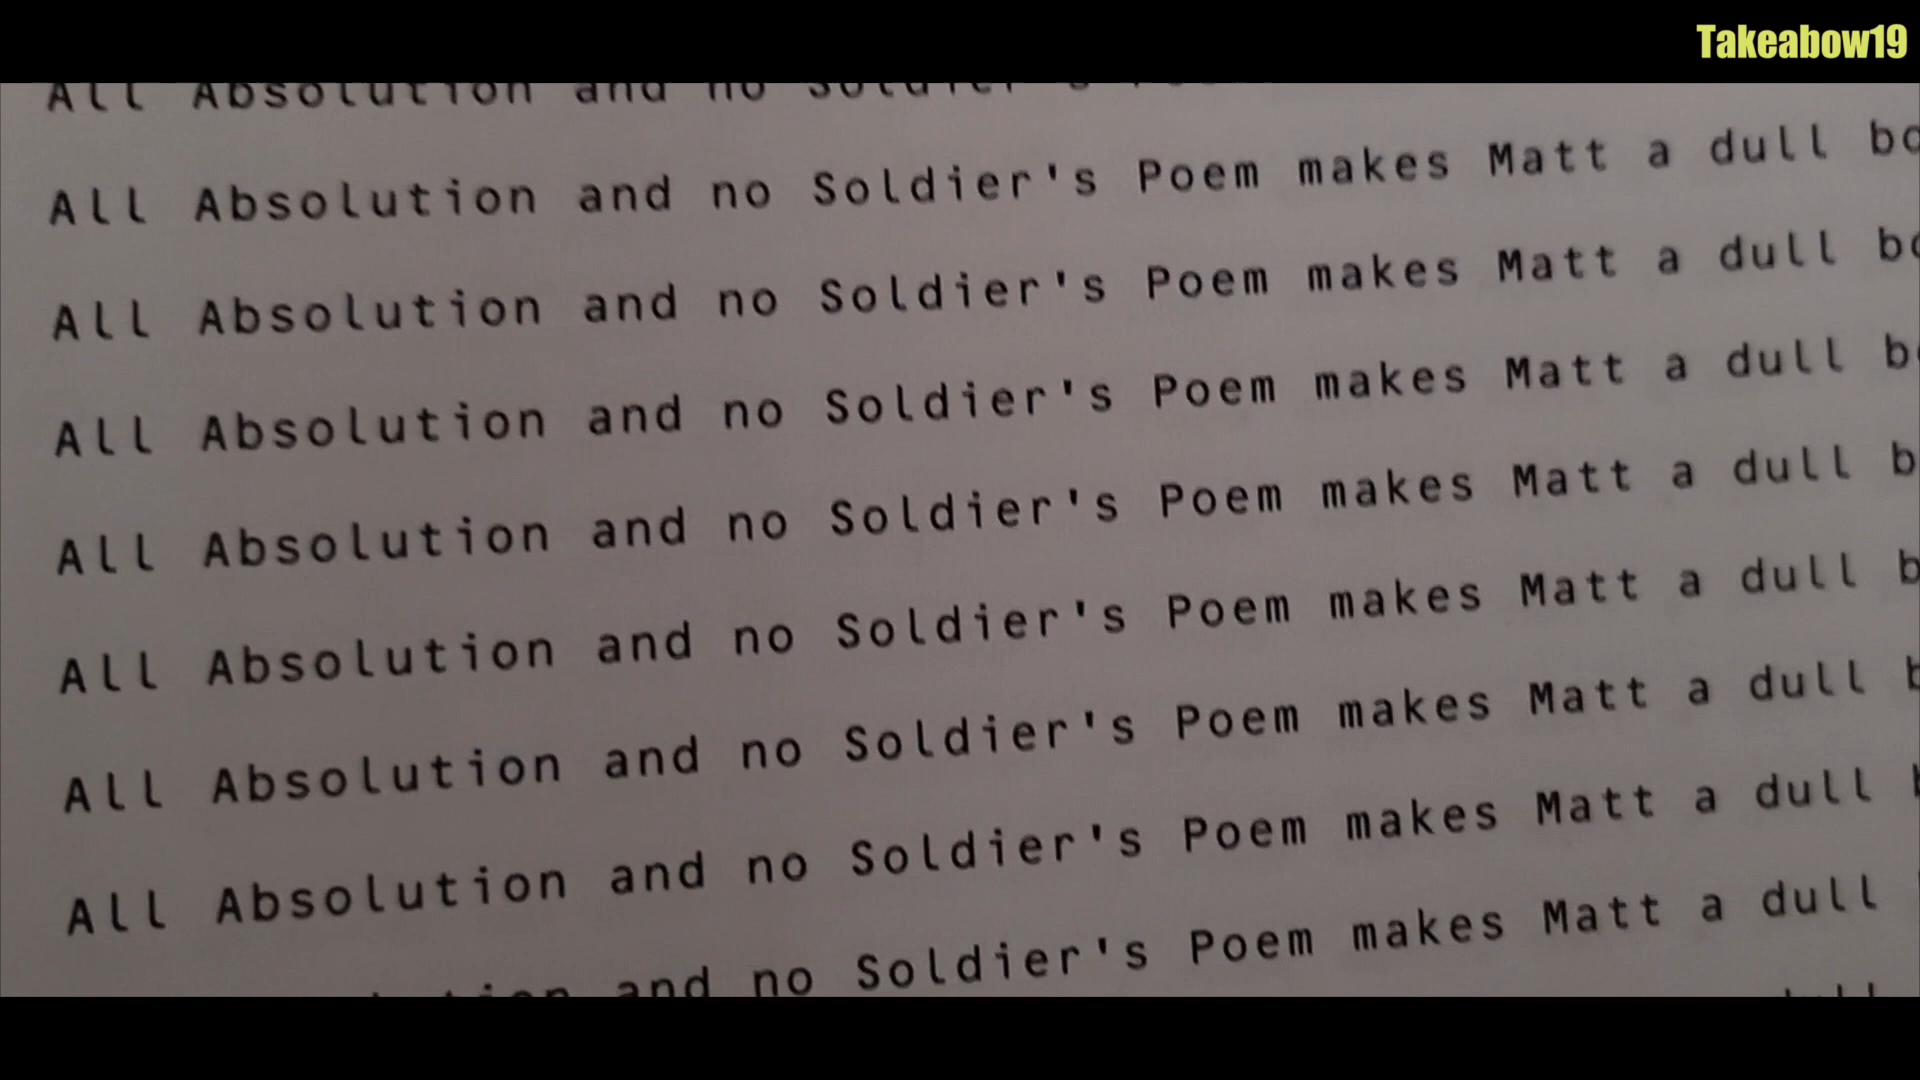 Takeabow19
All Absolution and no
All Absolution and no Soldier's Poem makes Matt a dull bo
All Absolution and no Soldier's Poem makes Matt a dull bo
All Absolution and no Soldier's Poem makes Matt a dull bo
All Absolution and no Soldier's Poem makes Matt a dull b
All Absolution and no Soldier's Poem makes Matt a dull b
All Absolution and no Soldier's Poem makes Matt a dull b
All Absolution and no Soldier's Poem makes Matt a dull b
and no Soldier's Poem makes Matt a dull